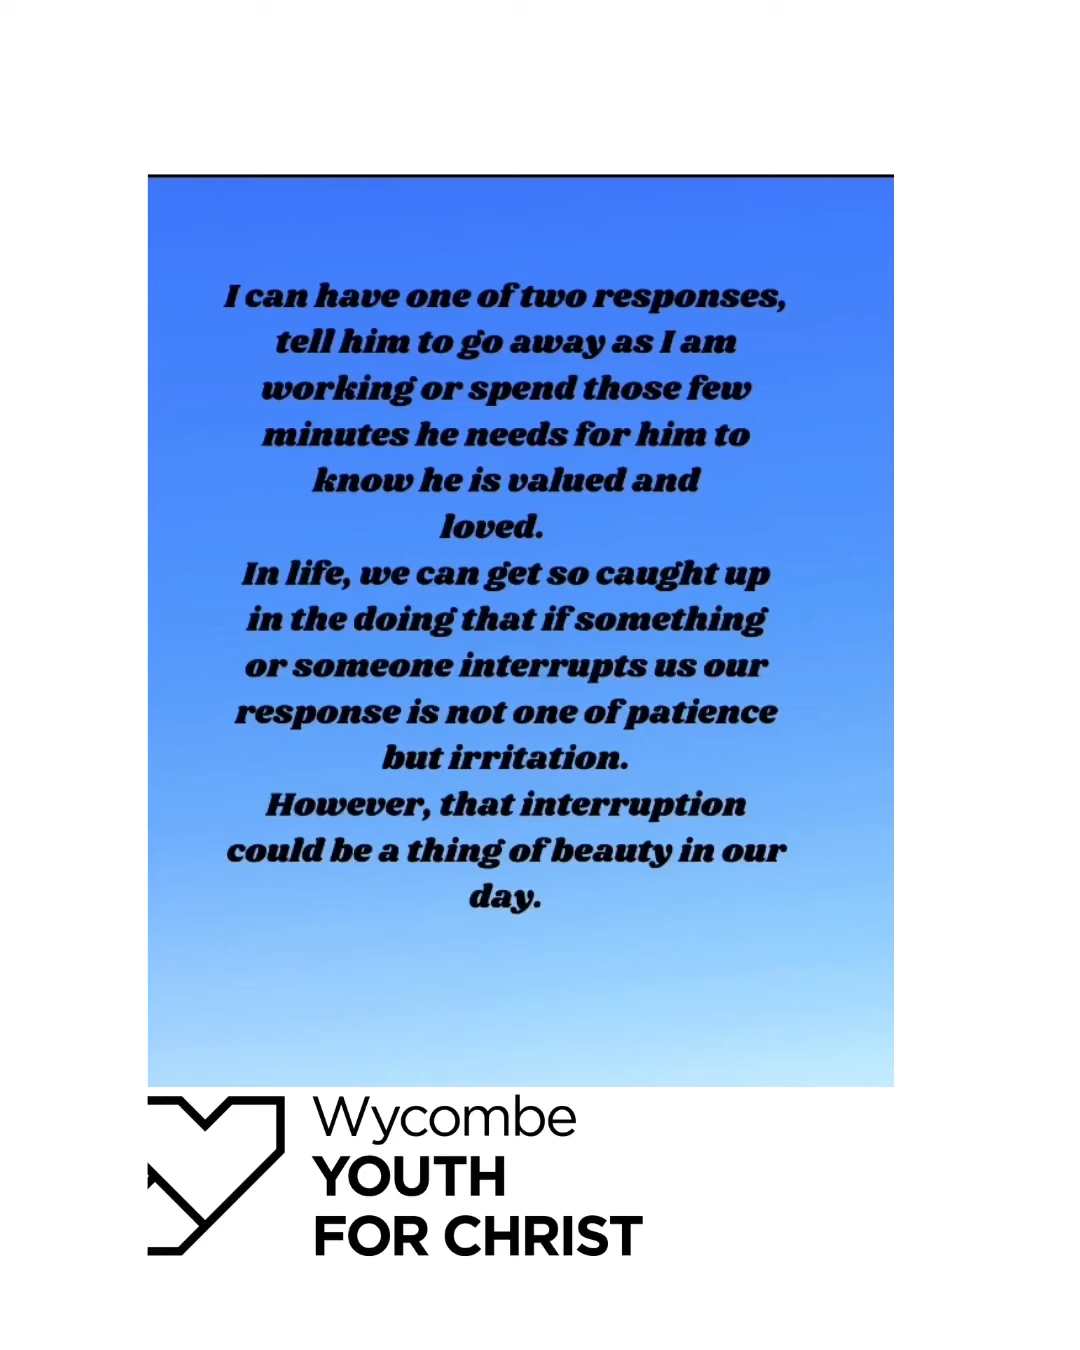 I can have one of two responses,
tell him to go away as I am
working or spend those few
minutes he needs for him to
know he is valued and
loved.
In life, we can get so caught up
in the doing that if something
or someone interrupts us our
response is not one of patience
but irritation.
However, that interruption
could be a thing of beauty in our
day.
Wycombe
YOUTH
FOR CHRIST